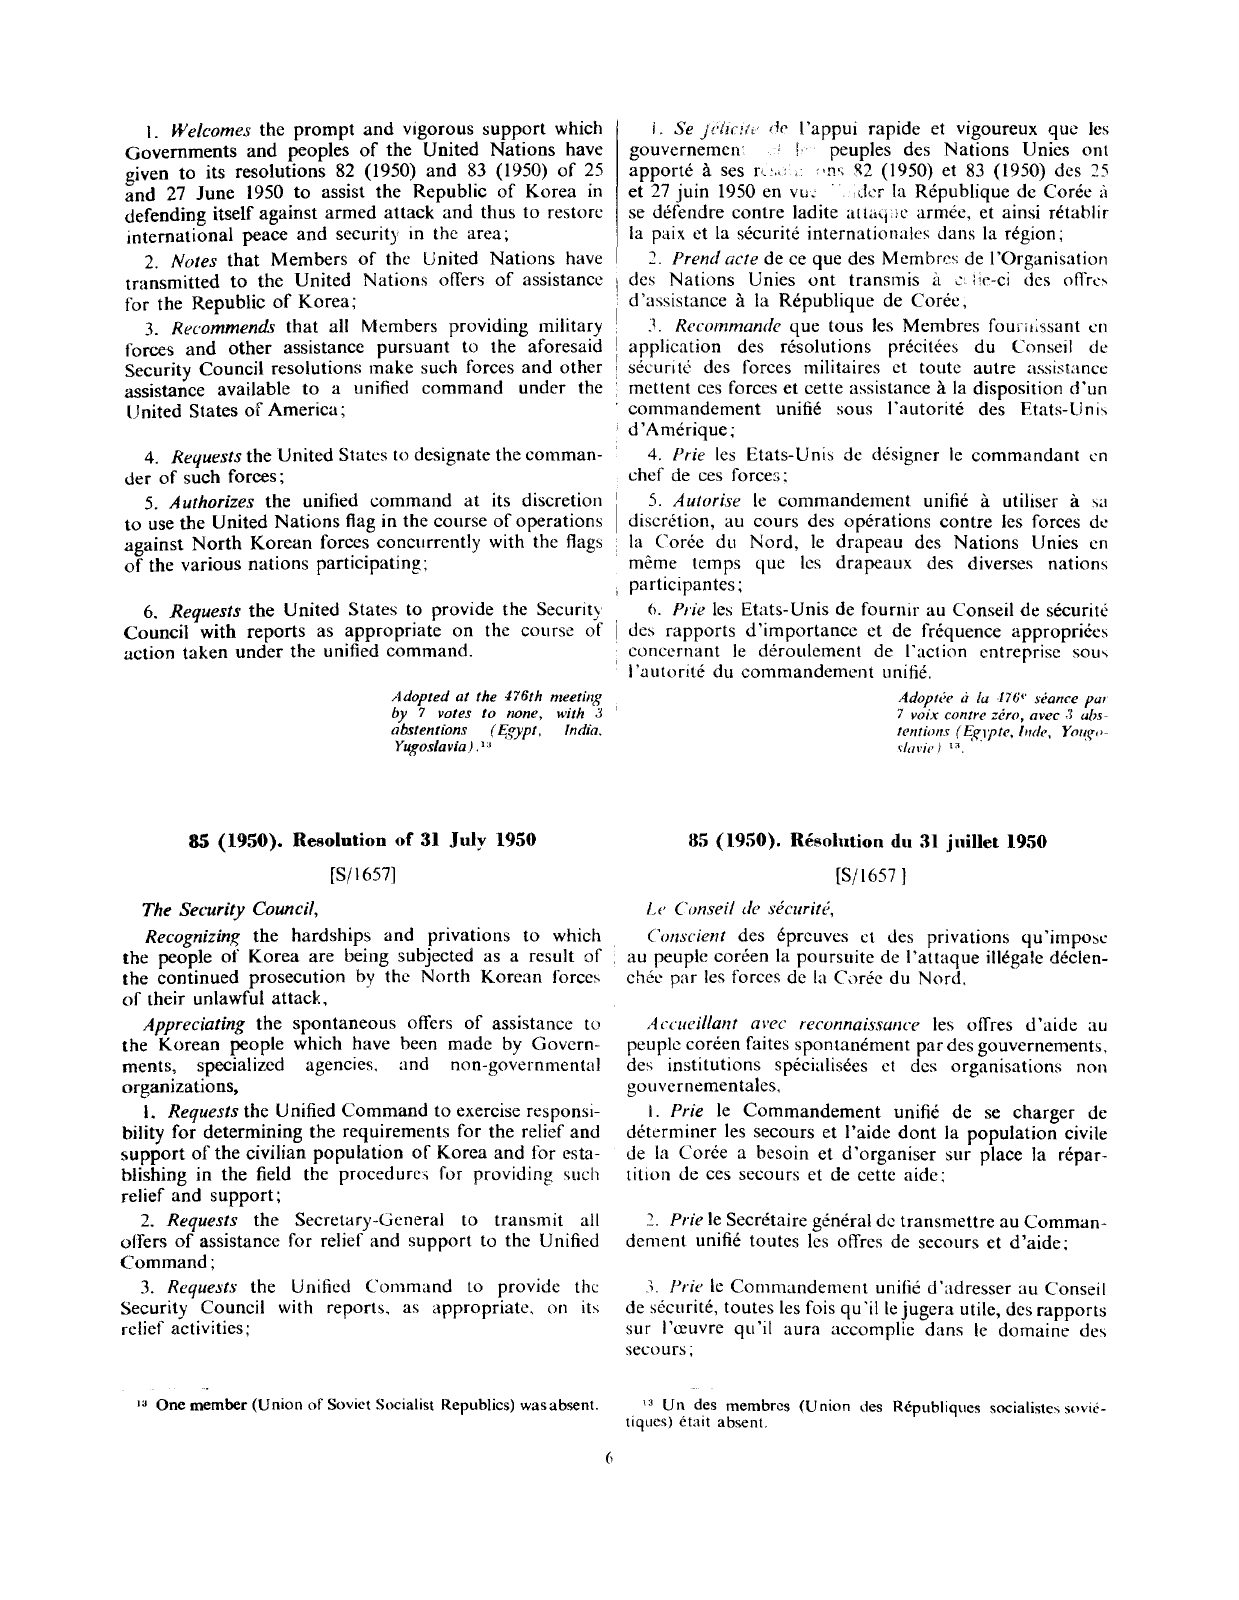 1. Welcomes the prompt and vigorous support which
Governments and peoples of the United Nations have
given to its resolutions 82 (1950) and 83 (1950) of 25
and 27 June 1950 to assist the Republic of Korea in
defending itself against armed attack and thus to restore
international peace and security in the area;
2. Notes that Members of the United Nations have
transmitted to the United Nations offers of assistance
for the Republic of Korea;
3. Recommends that all Members providing military
forces and other assistance pursuant to the aforesaid
Security Council resolutions make such forces and other
assistance available to a unified command under the
United States of America;
4. Requests the United States to designate the comman-
der of such forces;
5. Authorizes the unified command at its discretion
to use the United Nations flag in the course of operations
against North Korean forces concurrently with the flags
of the various nations participating;
6. Requests the United States to provide the Security
Council with reports as appropriate on the course of
action taken under the unified command.
Adopted at the 476th meeting
by 7 votes to none, with 3
abstentions (Egypt, India,
Yugoslavia).13
85 (1950). Resolution of 31 July 1950
[S/1657]
The Security Council,
Recognizing the hardships and privations to which
the people of Korea are being subjected as a result of
the continued prosecution by the North Korean forces
of their unlawful attack,
Appreciating the spontaneous offers of assistance to
the Korean people which have been made by Govern-
ments, specialized agencies, and non-governmental
organizations,
1. Requests the Unified Command to exercise responsi-
bility for determining the requirements for the relief and
support of the civilian population of Korea and for esta-
blishing in the field the procedures for providing such
relief and support;
2. Requests the Secretary-General to transmit all
offers of assistance for relief and support to the Unified
Command;
3. Requests the Unified Command to provide the
Security Council with reports, as appropriate, on its
relief activities;
13 One member (Union of Soviet Socialist Republics) was absent.
1. Se félicite de l'appui rapide et vigoureux que les
peuples des Nations Unies ont
apporté à ses 82 (1950) et 83 (1950) des 25
et 27 juin 1950 en la République de Corée à
se défendre contre ladite attaque armée, et ainsi rétablir
la paix et la sécurité internationales dans la région;
2. Prend acte de ce que des Membres de l'Organisation
des Nations Unies ont transmis à celle-ci des offres
d'assistance à la République de Corée,
3. Recommande que tous les Membres fournissant en
application des résolutions précitées du Conseil de
sécurité des forces militaires et toute autre assistance
mettent ces forces et cette assistance à la disposition d'un
commandement unifié sous l'autorité des Etats-Unis
d'Amérique;
4. Prie les Etats-Unis de désigner le commandant en
chef de ces forces;
5. Autorise le commandement unifié à utiliser à sa
discrétion, au cours des opérations contre les forces de
la Corée du Nord, le drapeau des Nations Unies en
même temps que les drapeaux des diverses nations
participantes;
6. Prie les Etats-Unis de fournir au Conseil de sécurité
des rapports d'importance et de fréquence appropriées
concernant le déroulement de l'action entreprise sous
l'autorité du commandement unifié.
Adoptée à la 476e séance par
7 voix contre zéro, avec 3 abs-
tentions (Egypte, Inde, Yougo-
slavie) 13.
85 (1950). Résolution du 31 juillet 1950
[S/1657]
Le Conseil de sécurité,
Conscient des épreuves et des privations qu'impose
au peuple coréen la poursuite de l'attaque illégale déclen-
chée par les forces de la Corée du Nord,
Accueillant avec reconnaissance les offres d'aide au
peuple coréen faites spontanément par des gouvernements,
des institutions spécialisées et des organisations non
gouvernementales,
1. Prie le Commandement unifié de se charger de
déterminer les secours et l'aide dont la population civile
de la Corée a besoin et d'organiser sur place la répar-
tition de ces secours et de cette aide;
2. Prie le Secrétaire général de transmettre au Comman-
dement unifié toutes les offres de secours et d'aide;
3. Prie le Commandement unifié d'adresser au Conseil
de sécurité, toutes les fois qu'il le jugera utile, des rapports
sur l'œuvre qu'il aura accomplie dans le domaine des
secours;
13 Un des membres (Union des Républiques socialistes sovié-
tiques) était absent.
6